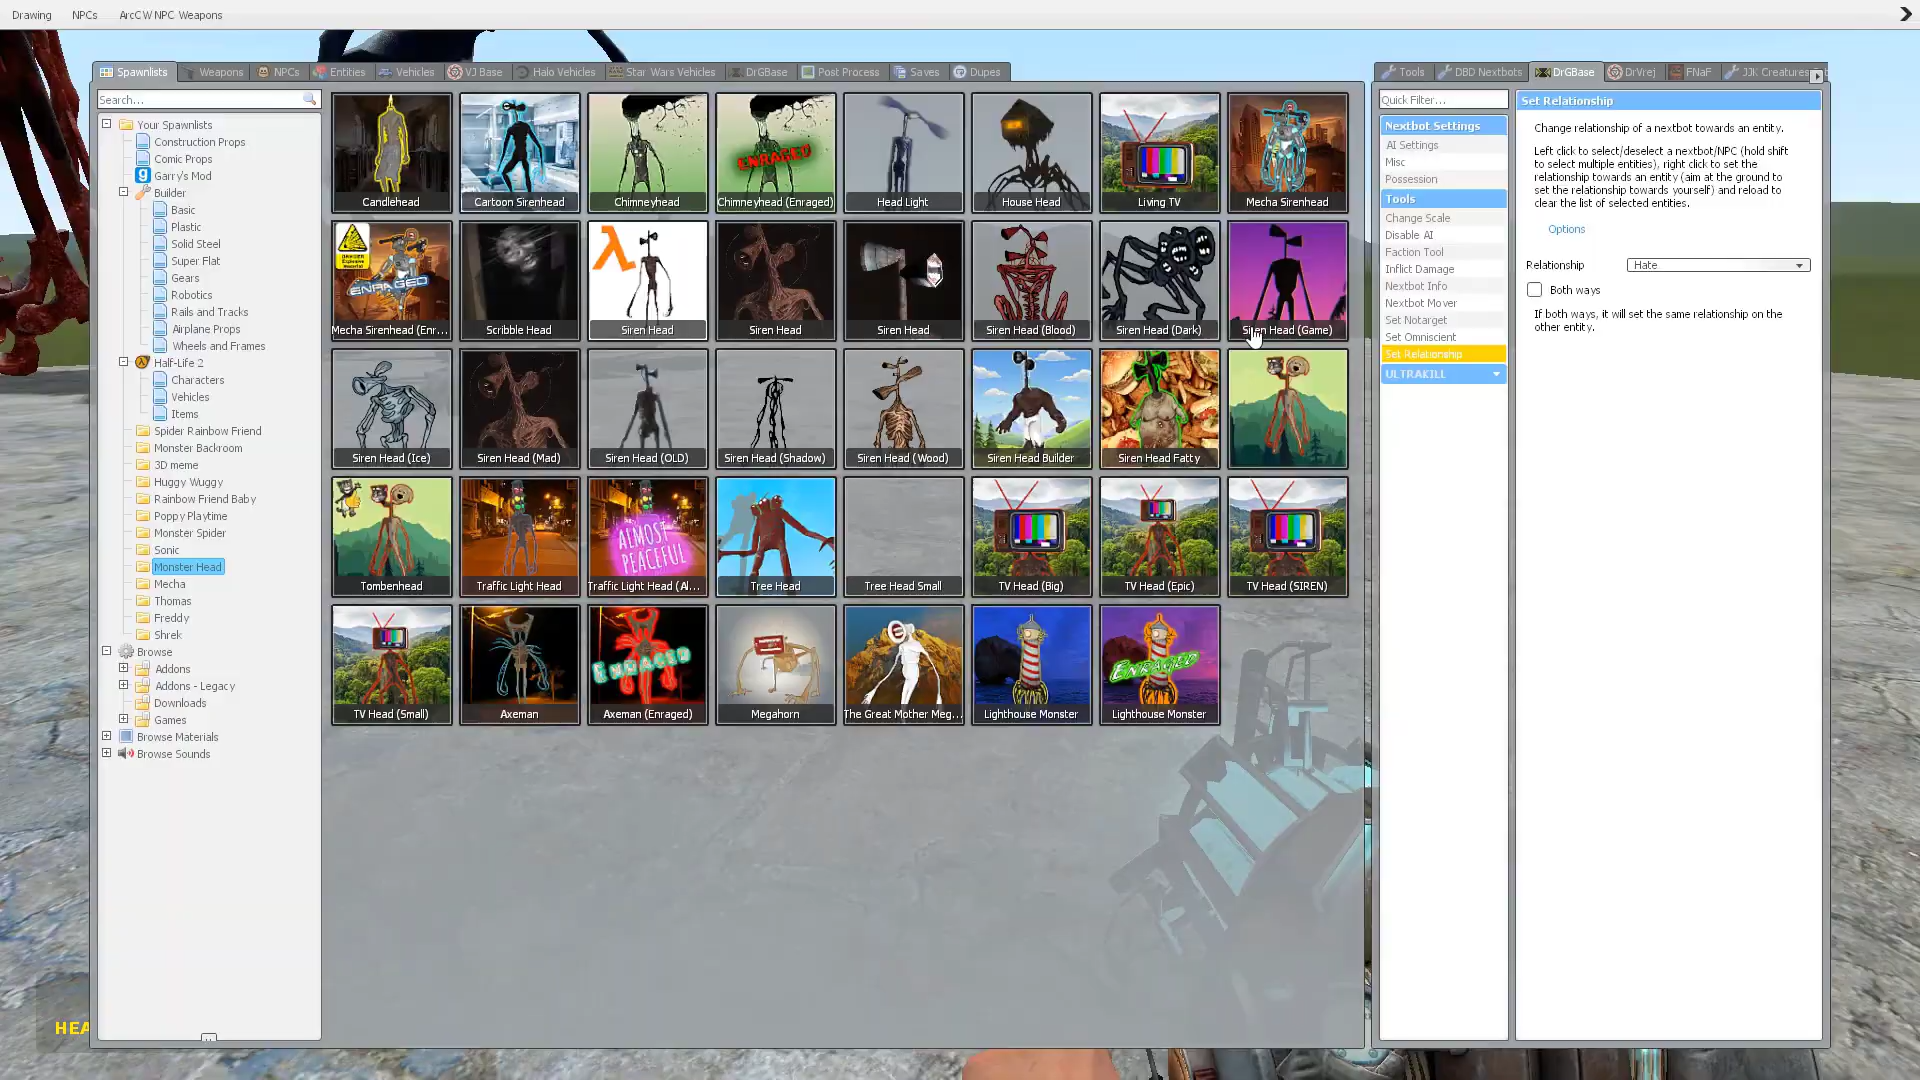 Drawing NPCs ArcCW NPC Weapons
Spawnlists Weapons NPCs Entities Vehicles VJ Base Halo Vehicles Star Wars Vehicles DrGBase Post Process Saves Dupes
Search...
Your Spawnlists
Construction Props
Comic Props
Garry's Mod
Builder
Basic
Plastic
Solid Steel
Super Flat
Gears
Robotics
Rails and Tracks
Airplane Props
Wheels and Frames
Half-Life 2
Characters
Vehicles
Items
Spider Rainbow Friend
Monster Backroom
3D meme
Huggy Wuggy
Rainbow Friend Baby
Poppy Playtime
Monster Spider
Sonic
Monster Head
Mecha
Thomas
Freddy
Shrek
Browse
Addons
Addons - Legacy
Downloads
Games
Browse Materials
Browse Sounds
ENRAGED
Candlehead Cartoon Sirenhead Chimneyhead Chimneyhead (Enraged) Head Light House Head Living TV Mecha Sirenhead
DANGER
ENRAGED
Mecha Sirenhead (Enr... Scribble Head Siren Head Siren Head Siren Head Siren Head (Blood) Siren Head (Dark) Siren Head (Game)
Siren Head (Ice) Siren Head (Mad) Siren Head (OLD) Siren Head (Shadow) Siren Head (Wood) Siren Head Builder Siren Head Fatty
ALMOST
PEACEFUL
Tombenhead Traffic Light Head Traffic Light Head (Al... Tree Head Tree Head Small TV Head (Big) TV Head (Epic) TV Head (SIREN)
ENRAGED
ENRAGED
TV Head (Small) Axeman Axeman (Enraged) Megahorn The Great Mother Meg... Lighthouse Monster Lighthouse Monster
Tools DBD Nextbots DrGBase DrVrej FNaF JJK Creatures
Quick Filter...
Nextbot Settings
AI Settings
Misc
Possession
Tools
Change Scale
Disable AI
Faction Tool
Inflict Damage
Nextbot Info
Nextbot Mover
Set Notarget
Set Omniscient
Set Relationship
ULTRAKILL
Set Relationship
Change relationship of a nextbot towards an entity.
Left click to select/deselect a nextbot/NPC (hold shift
to select multiple entities), right click to set the
relationship towards an entity (aim at the ground to
set the relationship towards yourself) and reload to
clear the list of selected entities.
Options
Relationship Hate
Both ways
If both ways, it will set the same relationship on the
other entity.
HEA